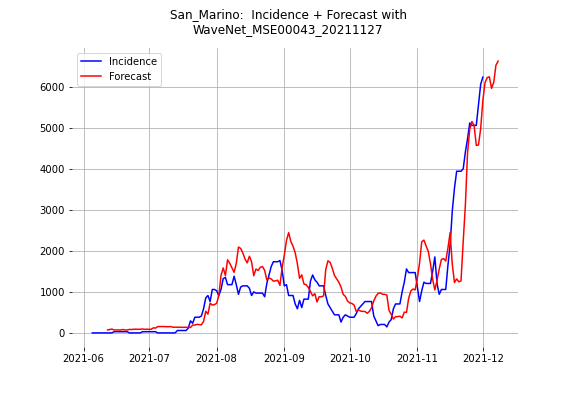 San_Marino:  Incidence + Forecast with
WaveNet_MSE00043_20211127
Incidence
Forecast
6000
5000
4000
3000
2000
1000
0
2021-06 2021-07 2021-08 2021-09 2021-10 2021-11 2021-12